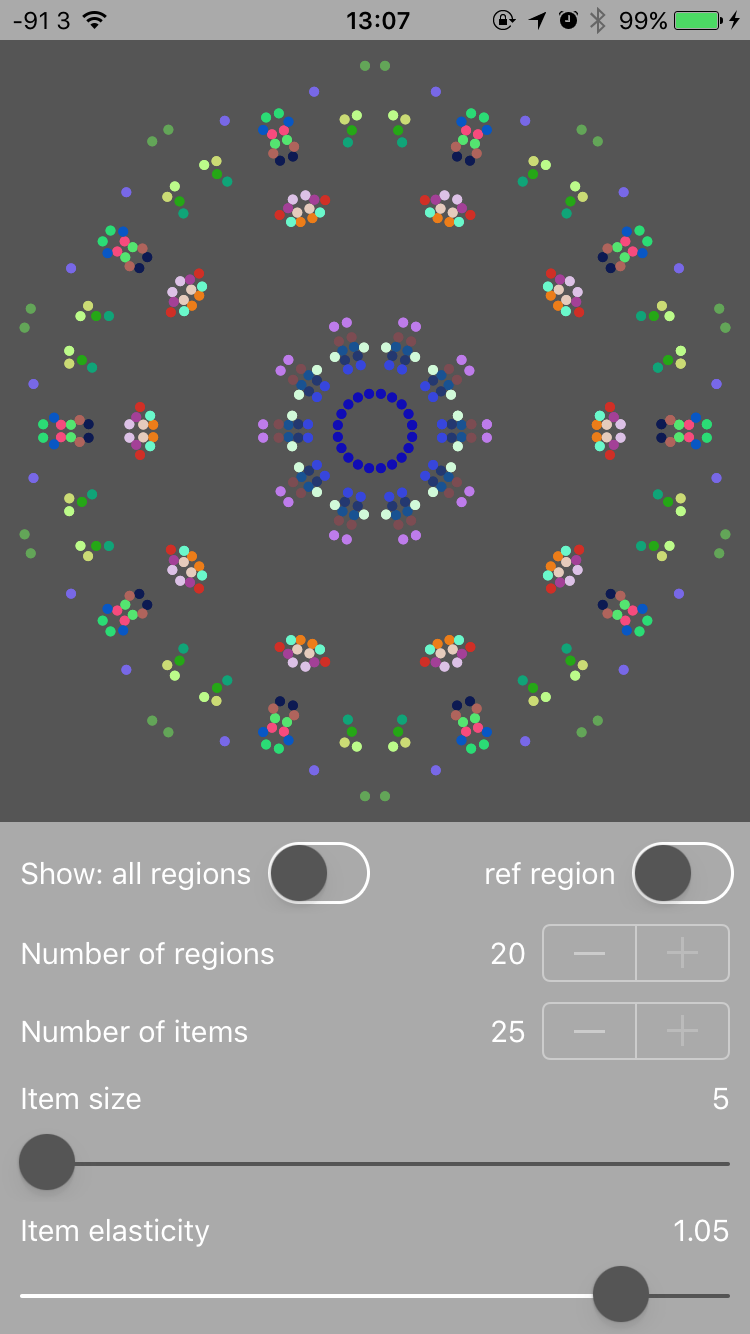 -91 3 13:07 99%
Show: all regions ref region
Number of regions 20
Number of items 25
Item size 5
Item elasticity 1.05